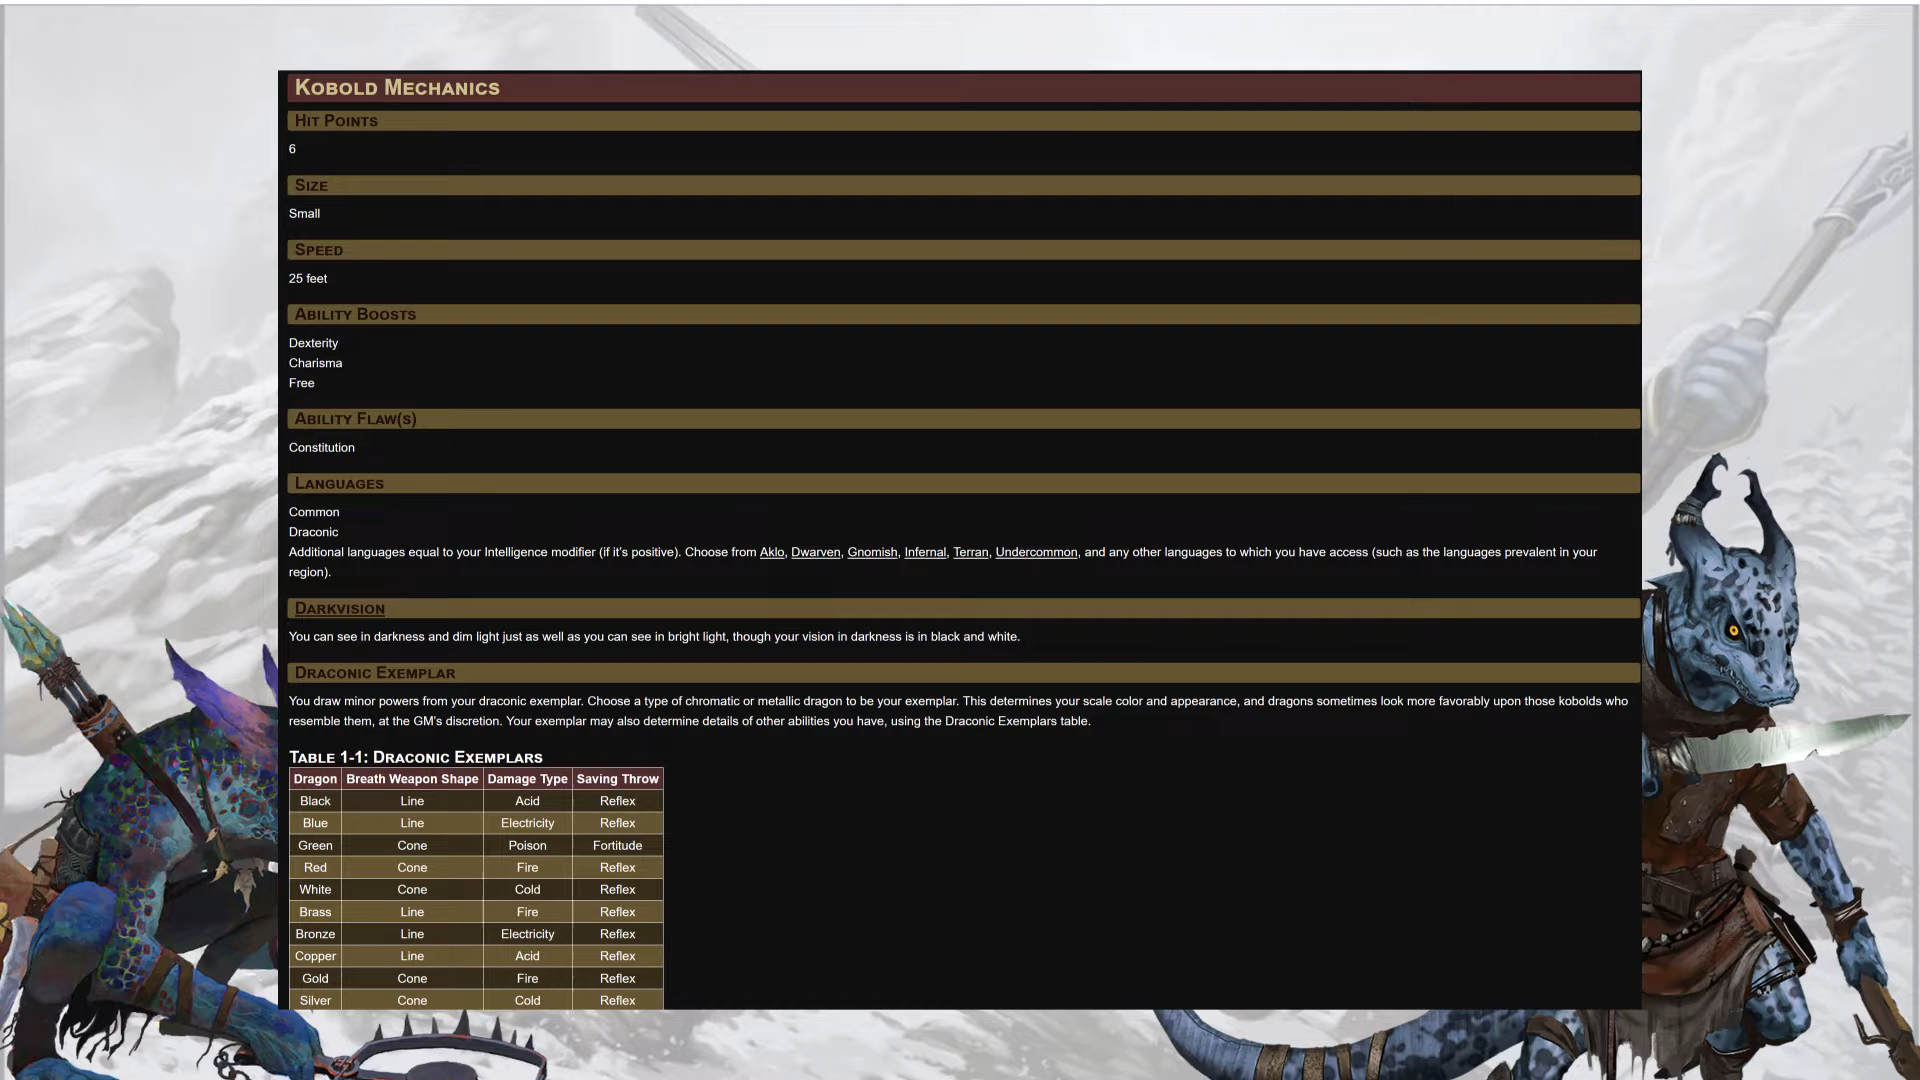 Kobold Mechanics
Hit Points
6
Size
Small
Speed
25 feet
Ability Boosts
Dexterity
Charisma
Free
Ability Flaw(s)
Constitution
Languages
Common
Draconic
Additional languages equal to your Intelligence modifier (if it's positive). Choose from Aklo, Dwarven, Gnomish, Infernal, Terran, Undercommon, and any other languages to which you have access (such as the languages prevalent in your
region).
Darkvision
You can see in darkness and dim light just as well as you can see in bright light, though your vision in darkness is in black and white.
Draconic Exemplar
You draw minor powers from your draconic exemplar. Choose a type of chromatic or metallic dragon to be your exemplar. This determines your scale color and appearance, and dragons sometimes look more favorably upon those kobolds who
resemble them, at the GM's discretion. Your exemplar may also determine details of other abilities you have, using the Draconic Exemplars table.
Table 1-1: Draconic Exemplars
Dragon Breath Weapon Shape Damage Type Saving Throw
Black Line Acid Reflex
Blue Line Electricity Reflex
Green Cone Poison Fortitude
Red Cone Fire Reflex
White Cone Cold Reflex
Brass Line Fire Reflex
Bronze Line Electricity Reflex
Copper Line Acid Reflex
Gold Cone Fire Reflex
Silver Cone Cold Reflex